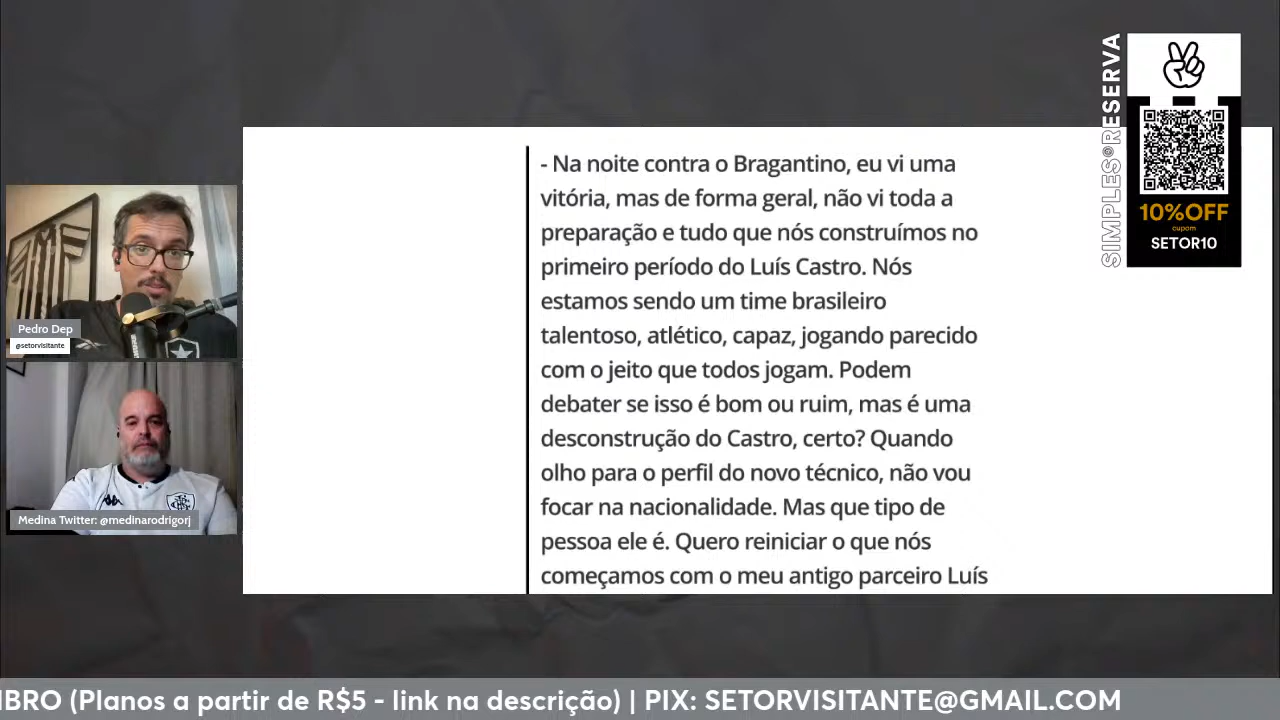 SIMPLES@RESERVA
10%OFF
cupom
SETOR10
- Na noite contra o Bragantino, eu vi uma
vitória, mas de forma geral, não vi toda a
preparação e tudo que nós construímos no
primeiro período do Luís Castro. Nós
estamos sendo um time brasileiro
talentoso, atlético, capaz, jogando parecido
com o jeito que todos jogam. Podem
debater se isso é bom ou ruim, mas é uma
desconstrução do Castro, certo? Quando
olho para o perfil do novo técnico, não vou
focar na nacionalidade. Mas que tipo de
pessoa ele é. Quero reiniciar o que nós
começamos com o meu antigo parceiro Luís
Pedro Dep
@setorvisitante
Medina Twitter: @medinarodrigorj
MBRO (Planos a partir de R$5 - link na descrição) | PIX: SETORVISITANTE@GMAIL.COM